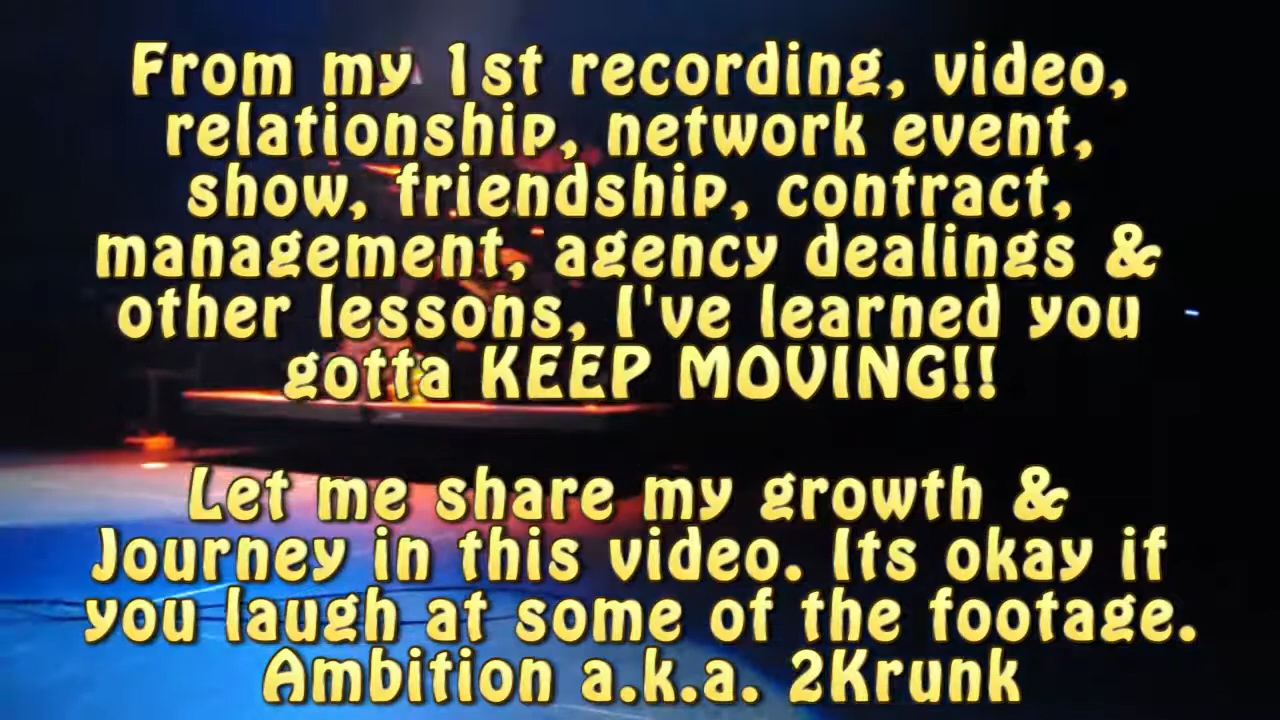 From my 1st recording, video,
relationship, network event,
show, friendship, contract,
management, agency dealings &
other lessons, I've learned you
gotta KEEP MOVING!!
Let me share my growth &
Journey in this video. Its okay if
you laugh at some of the footage.
Ambition a.k.a. 2Krunk